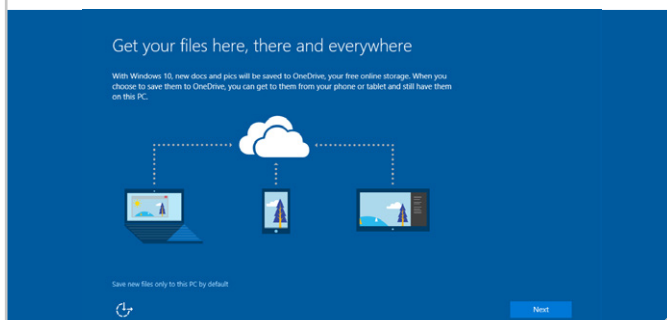 Get your files here, there and everywhere
With Windows 10, new docs and pics will be saved to OneDrive, your free online storage. When you
choose to save them to OneDrive, you can get to them from your phone or tablet and still have them
on this PC.
Save new files only to this PC by default
Next